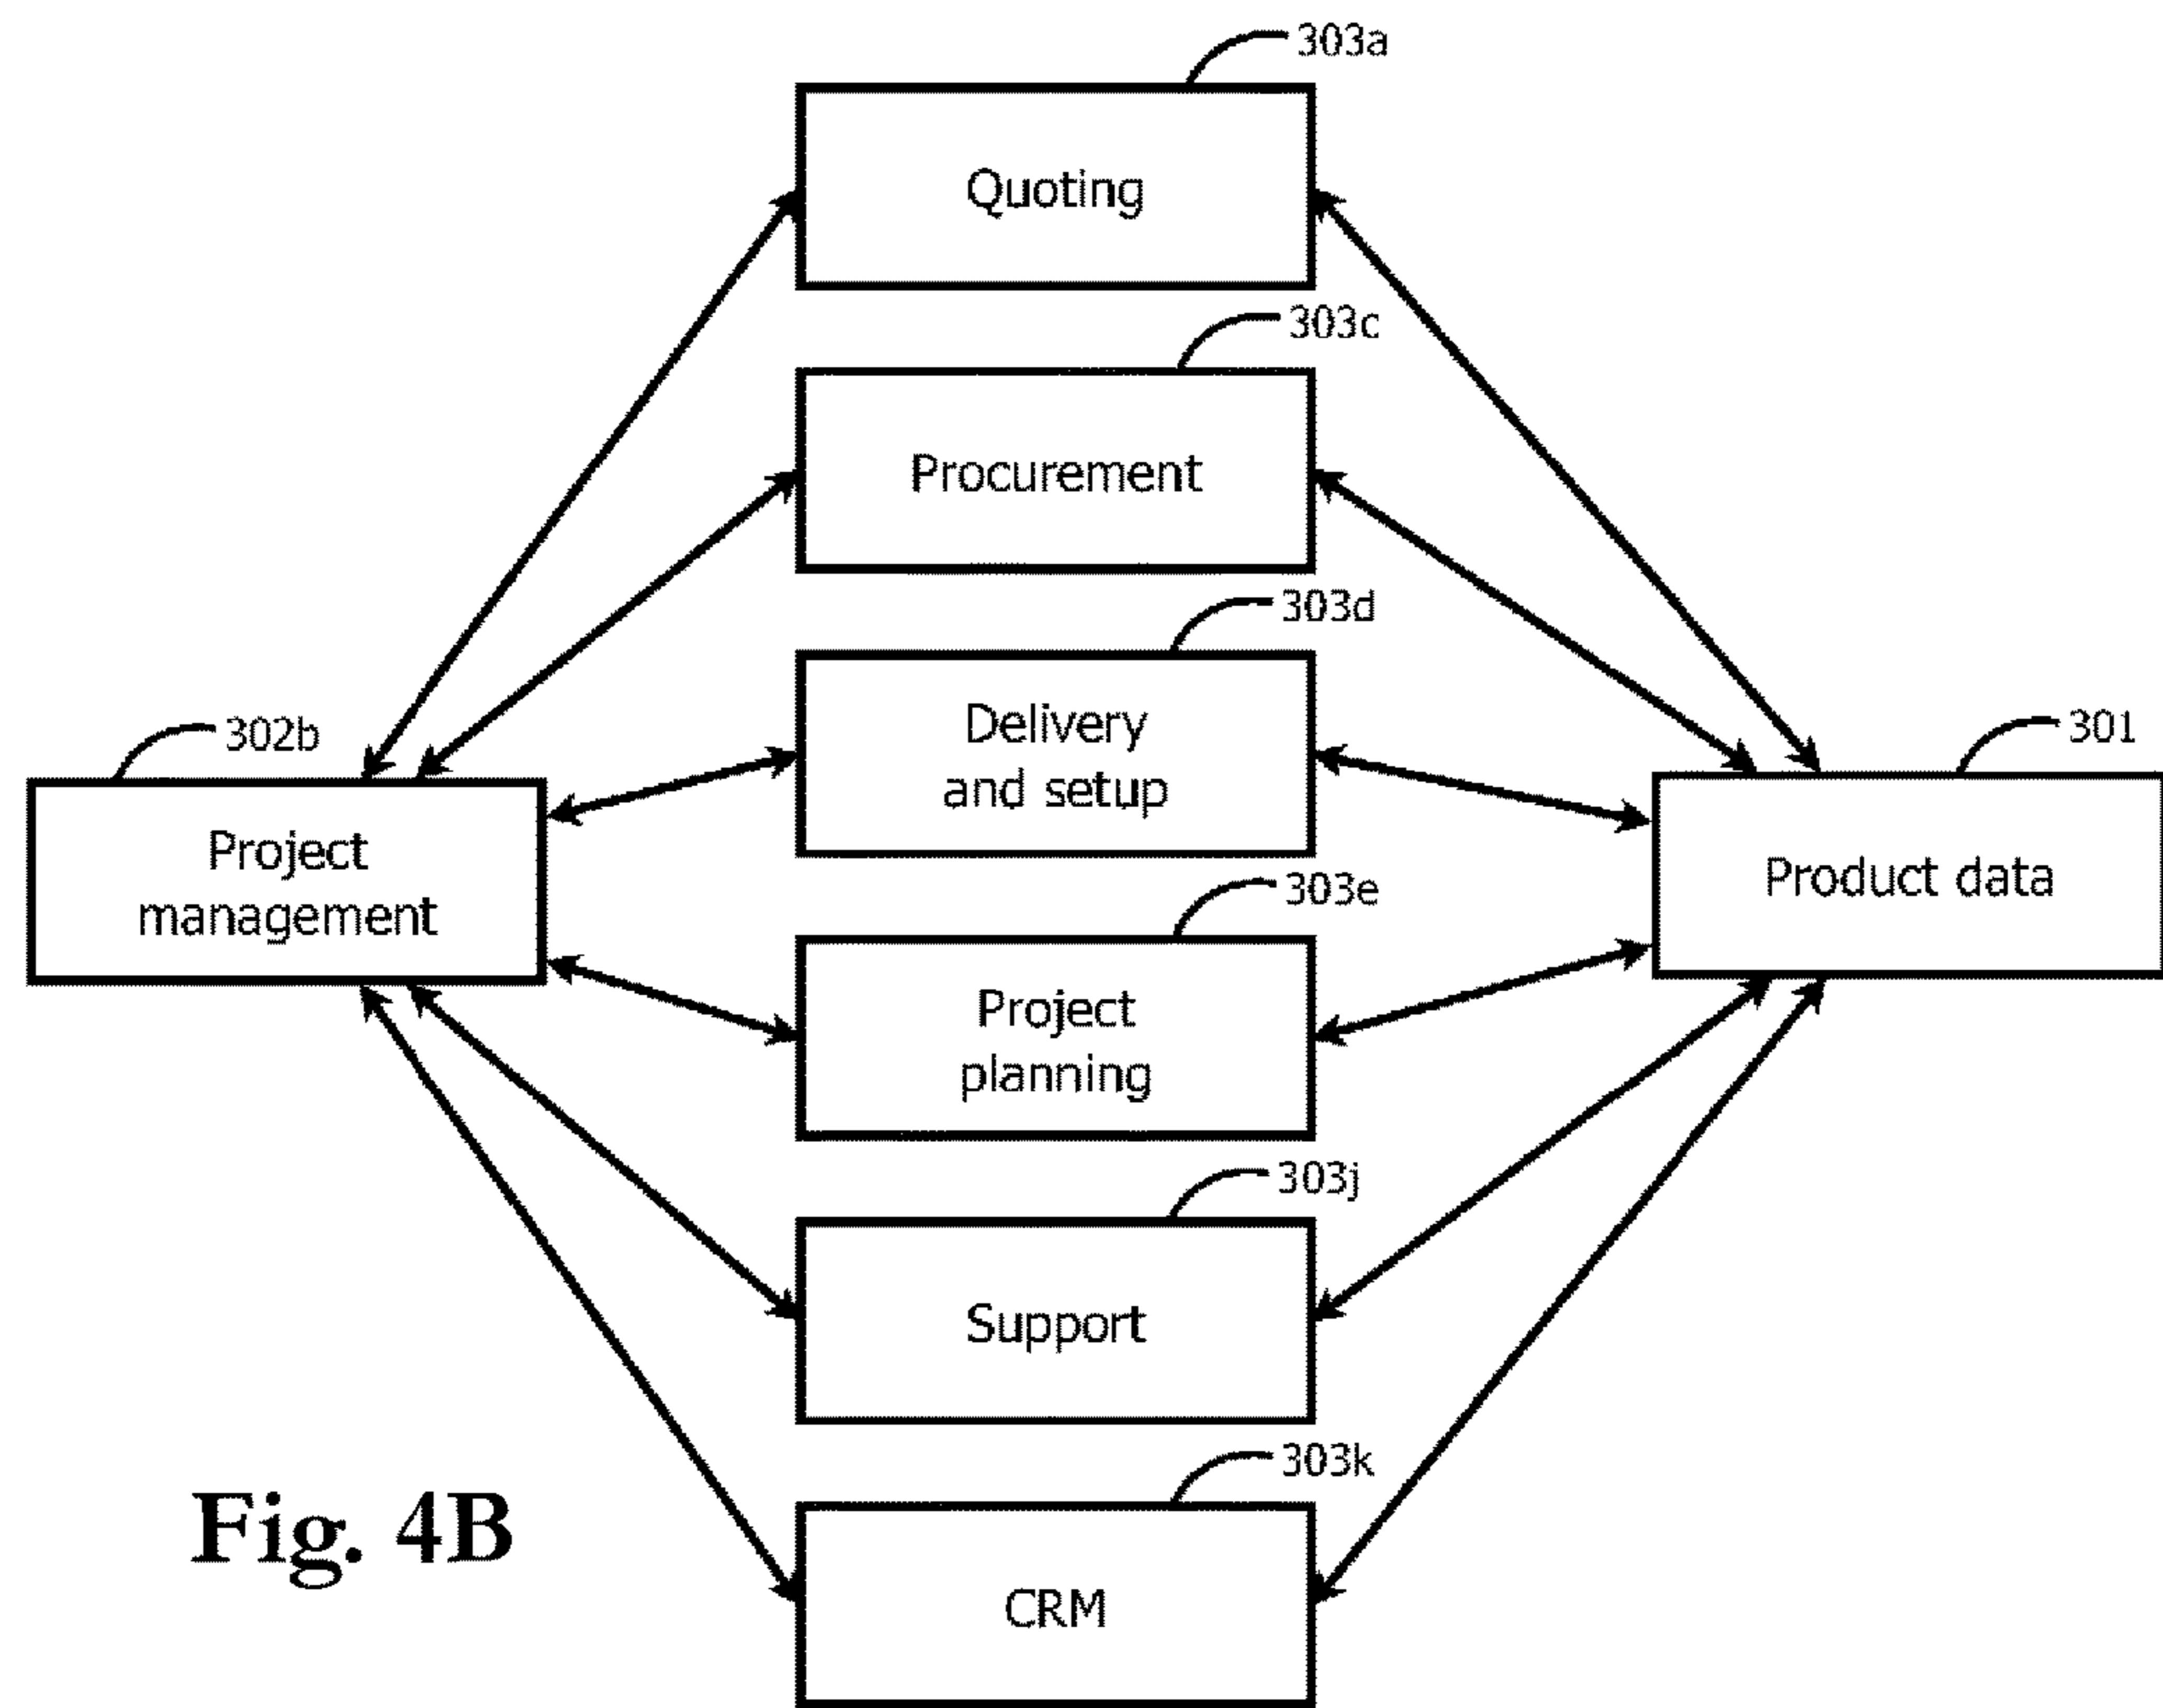 303a
Quoting
303c
Procurement
303d
Delivery
and setup
302b
Project
management
301
Product data
303e
Project
planning
303j
Support
303k
CRM
Fig. 4B